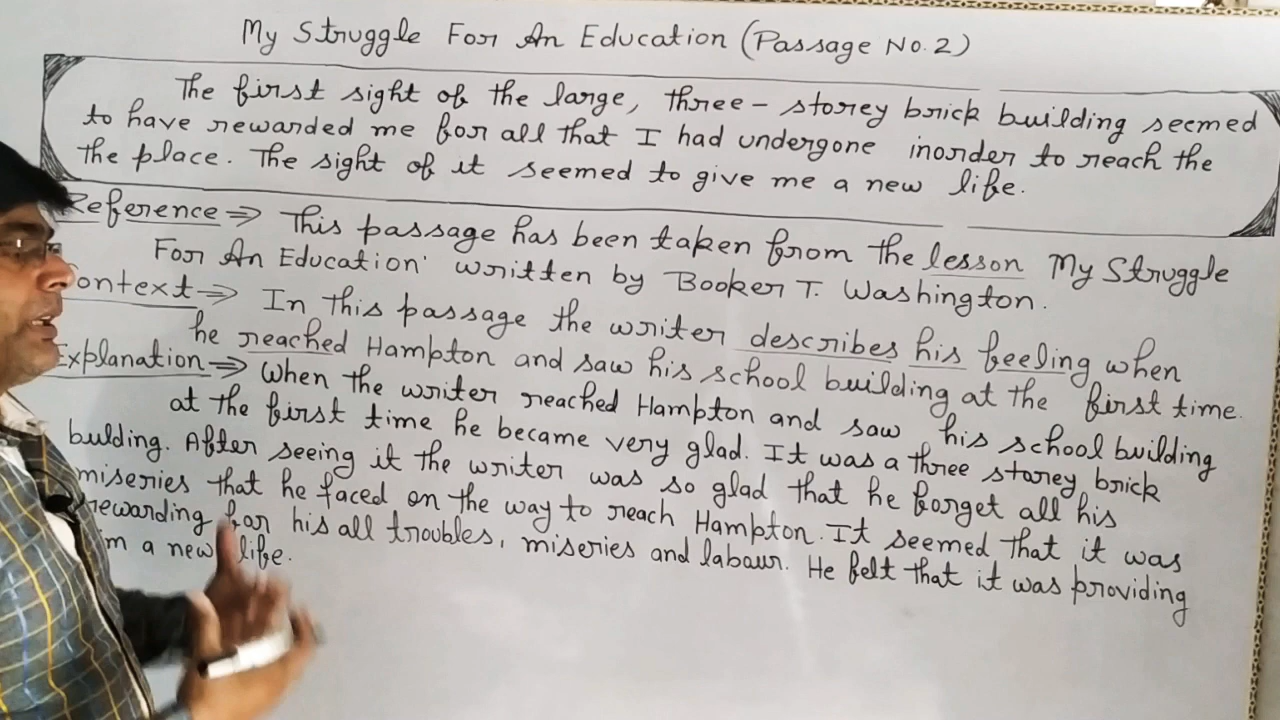 My Struggle For An Education (Passage No. 2)
The first sight of the large, three - storey brick building seemed
to have rewarded me for all that I had undergone inorder to reach the
the place. The sight of it seemed to give me a new life.
Reference ⇒ This passage has been taken from the lesson My Struggle
For An Education' written by Booker T. Washington.
ontext ⇒ In this passage the writer describes his feeling when
he reached Hampton and saw his school building at the first time.
Explanation ⇒ When the writer reached Hampton and saw his school building
at the first time he became very glad. It was a three storey brick
bulding. After seeing it the writer was so glad that he forget all his
miseries that he faced on the way to reach Hampton. It seemed that it was
rewarding for his all troubles, miseries and labour. He felt that it was providing
m a new life.